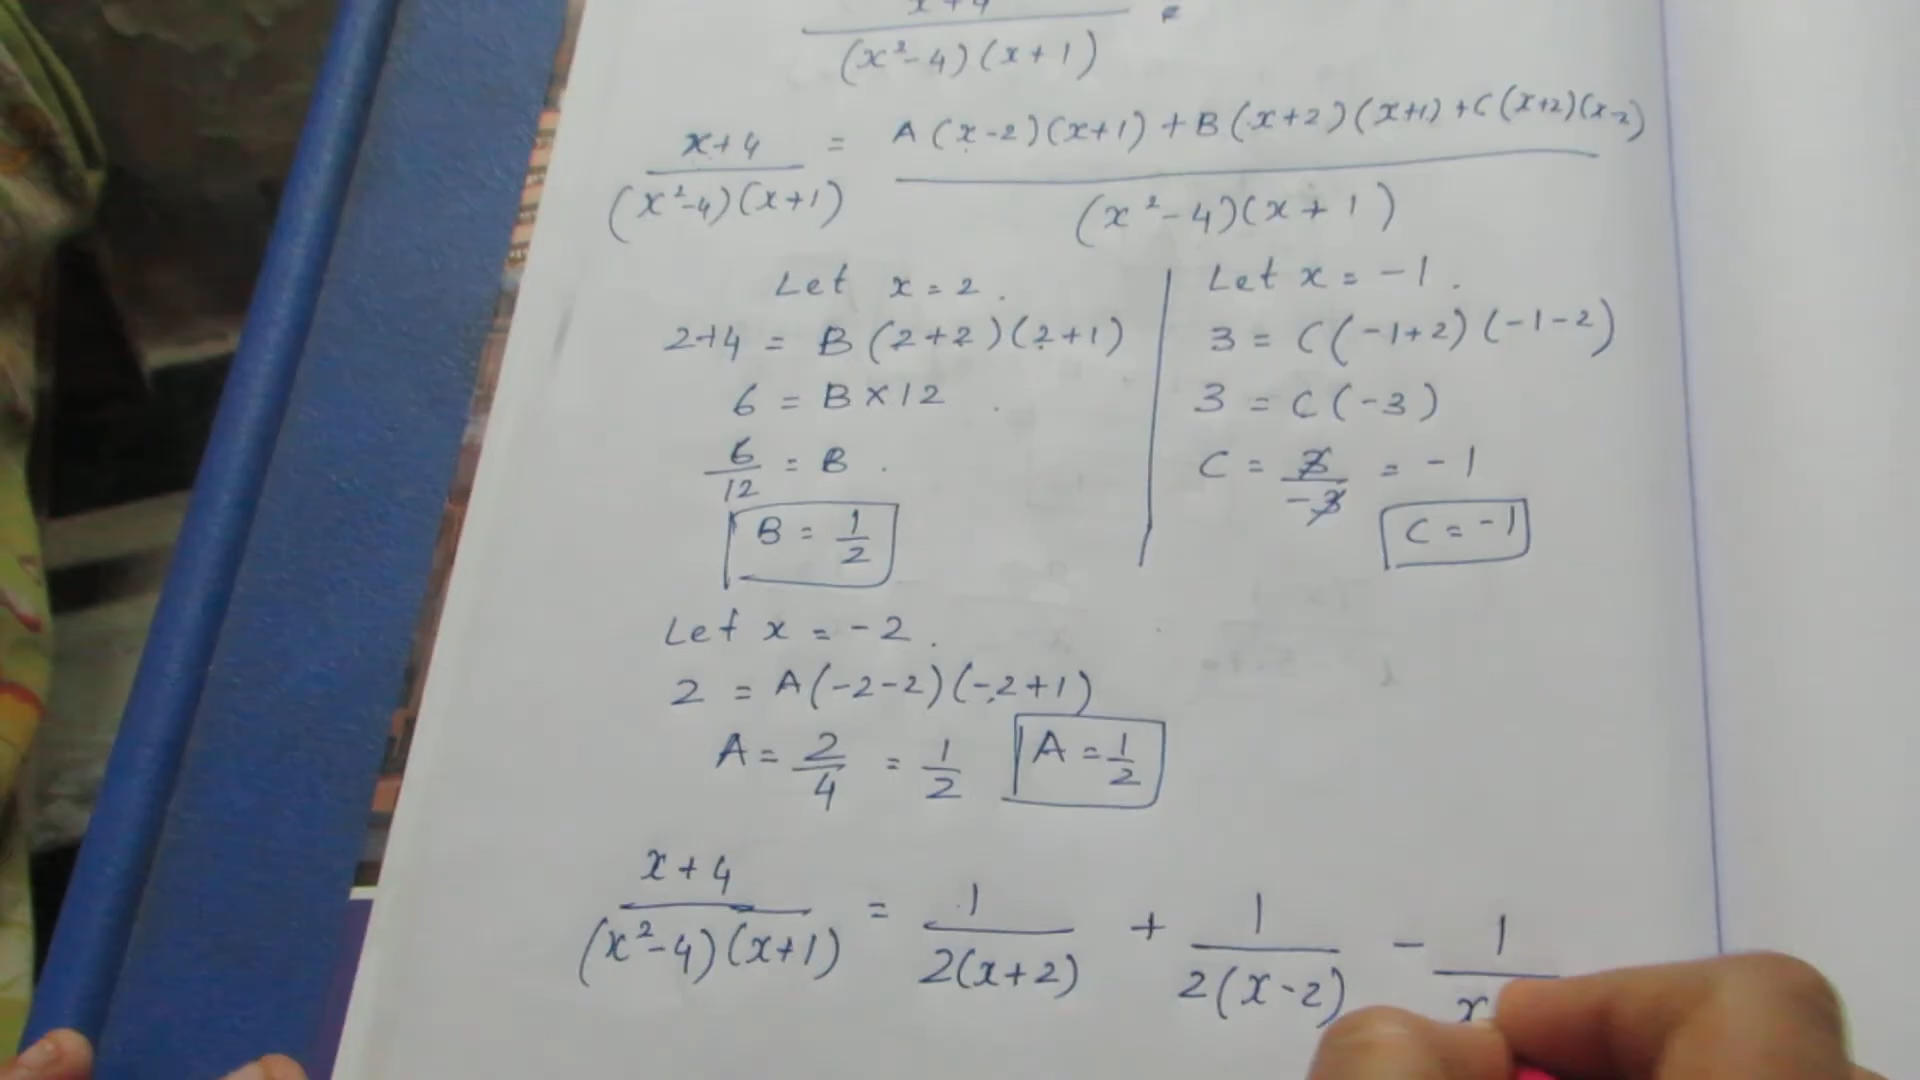 x+4
(x²-4)(x+1)
x+4 / (x²-4)(x+1) = A(x-2)(x+1)+B(x+2)(x+1)+C(x+2)(x-2) / (x²-4)(x+1)
Let x = 2.
2+4 = B(2+2)(2+1)
6 = B×12
6/12 = B.
B = 1/2
Let x = -1.
3 = C(-1+2)(-1-2)
3 = C(-3)
C = 3/-3 = -1
C = -1
Let x = -2.
2 = A(-2-2)(-2+1)
A = 2/4 = 1/2 A = 1/2
x+4 / (x²-4)(x+1) = 1 / 2(x+2) + 1 / 2(x-2) - 1 / x